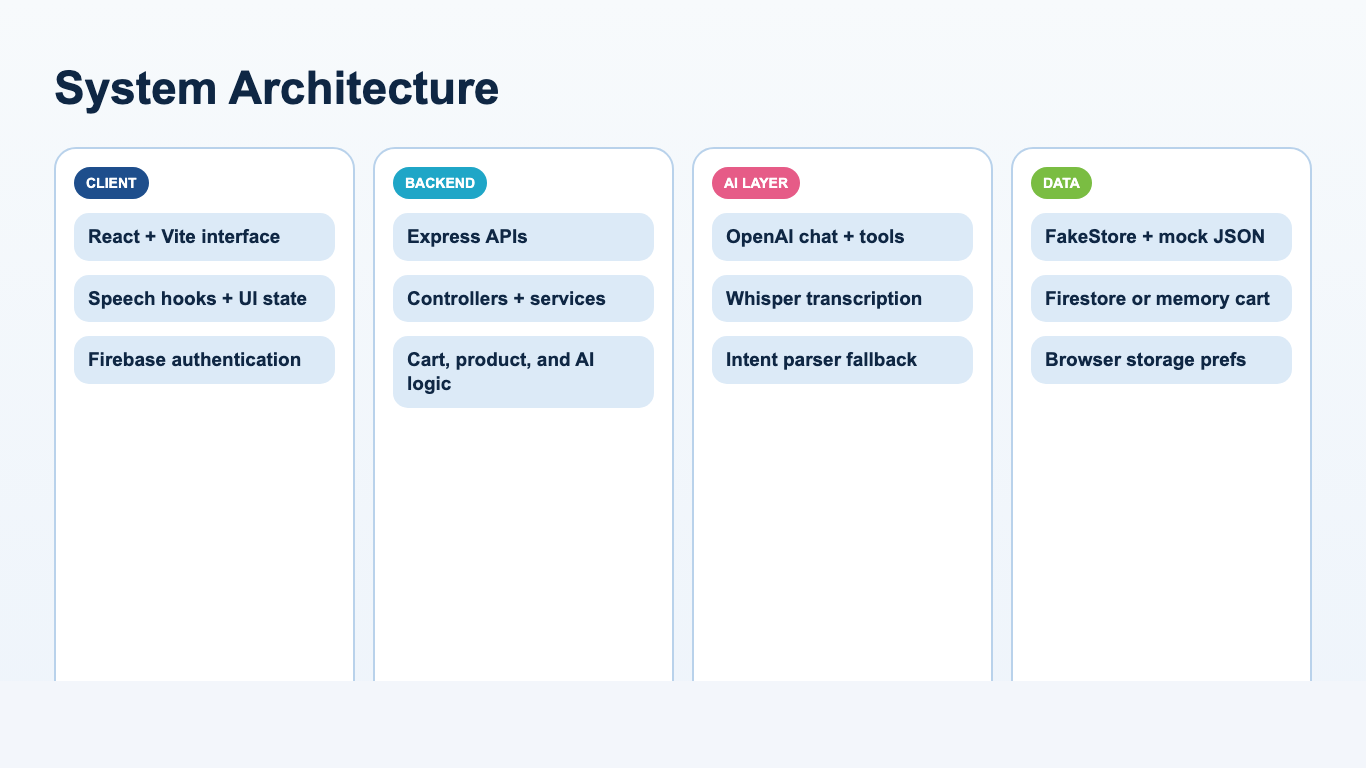 System Architecture
CLIENT
React + Vite interface
Speech hooks + UI state
Firebase authentication
BACKEND
Express APIs
Controllers + services
Cart, product, and AI
logic
AI LAYER
OpenAI chat + tools
Whisper transcription
Intent parser fallback
DATA
FakeStore + mock JSON
Firestore or memory cart
Browser storage prefs